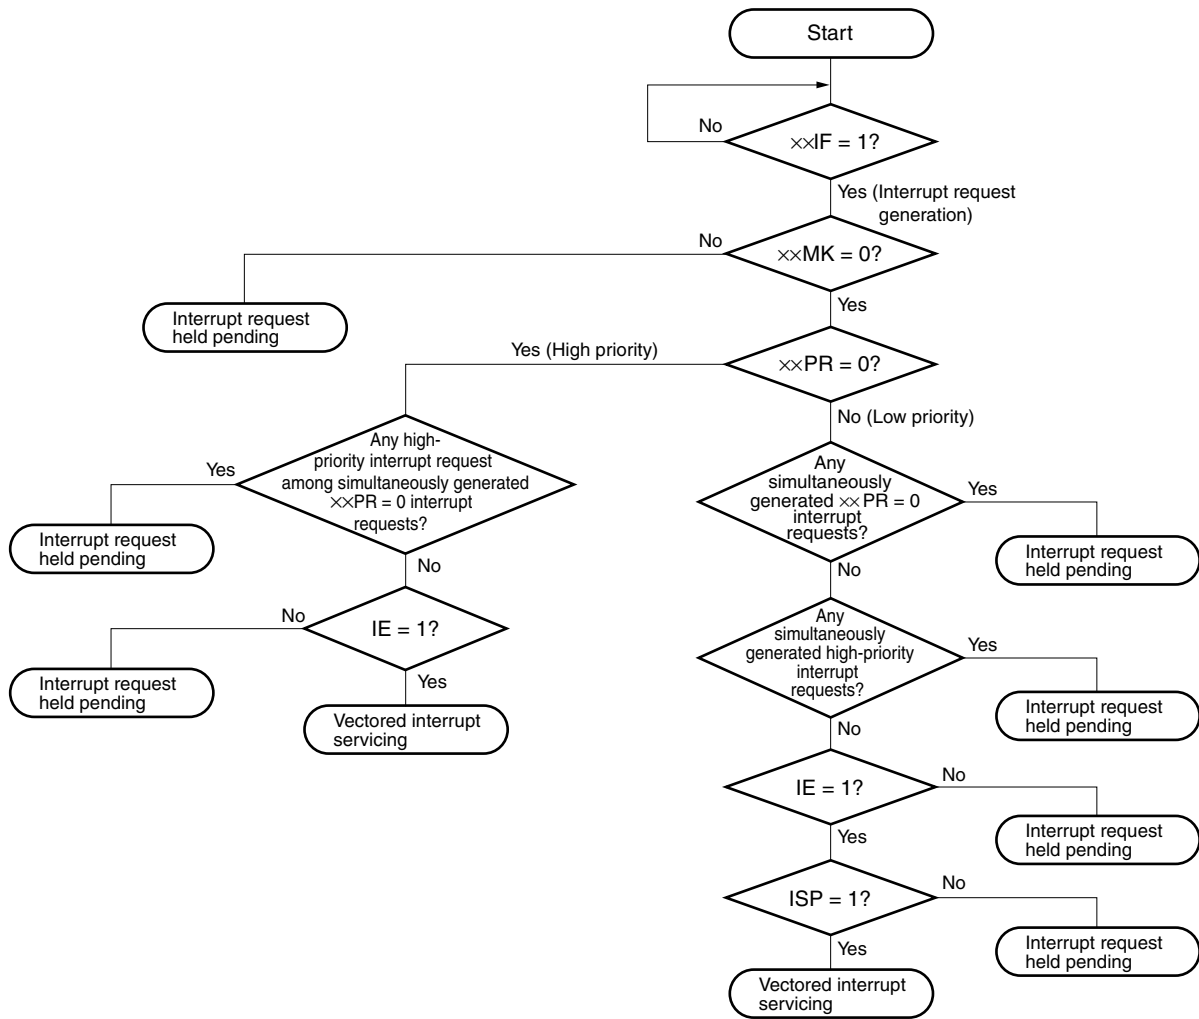 Start
No
××IF = 1?
Yes (Interrupt request
generation)
No
××MK = 0?
Interrupt request
held pending
Yes
Yes (High priority)
××PR = 0?
No (Low priority)
Any high-
priority interrupt request
among simultaneously generated
××PR = 0 interrupt
requests?
Yes
Interrupt request
held pending
No
Any
simultaneously
generated ××PR = 0
interrupt
requests?
Yes
Interrupt request
held pending
No
IE = 1?
No
Interrupt request
held pending
Yes
Vectored interrupt
servicing
Any
simultaneously
generated high-priority
interrupt
requests?
Yes
Interrupt request
held pending
No
IE = 1?
No
Interrupt request
held pending
Yes
ISP = 1?
No
Interrupt request
held pending
Yes
Vectored interrupt
servicing